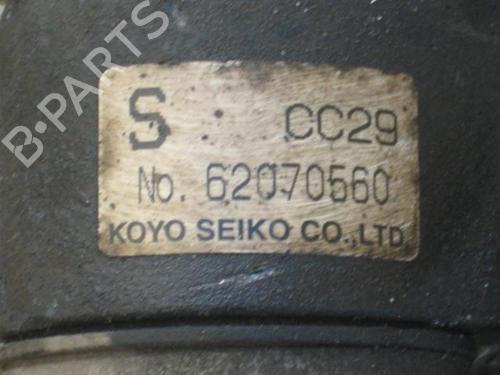 B-PARTS
S CC29
No. 62070560
KOYO SEIKO CO.,LTD.